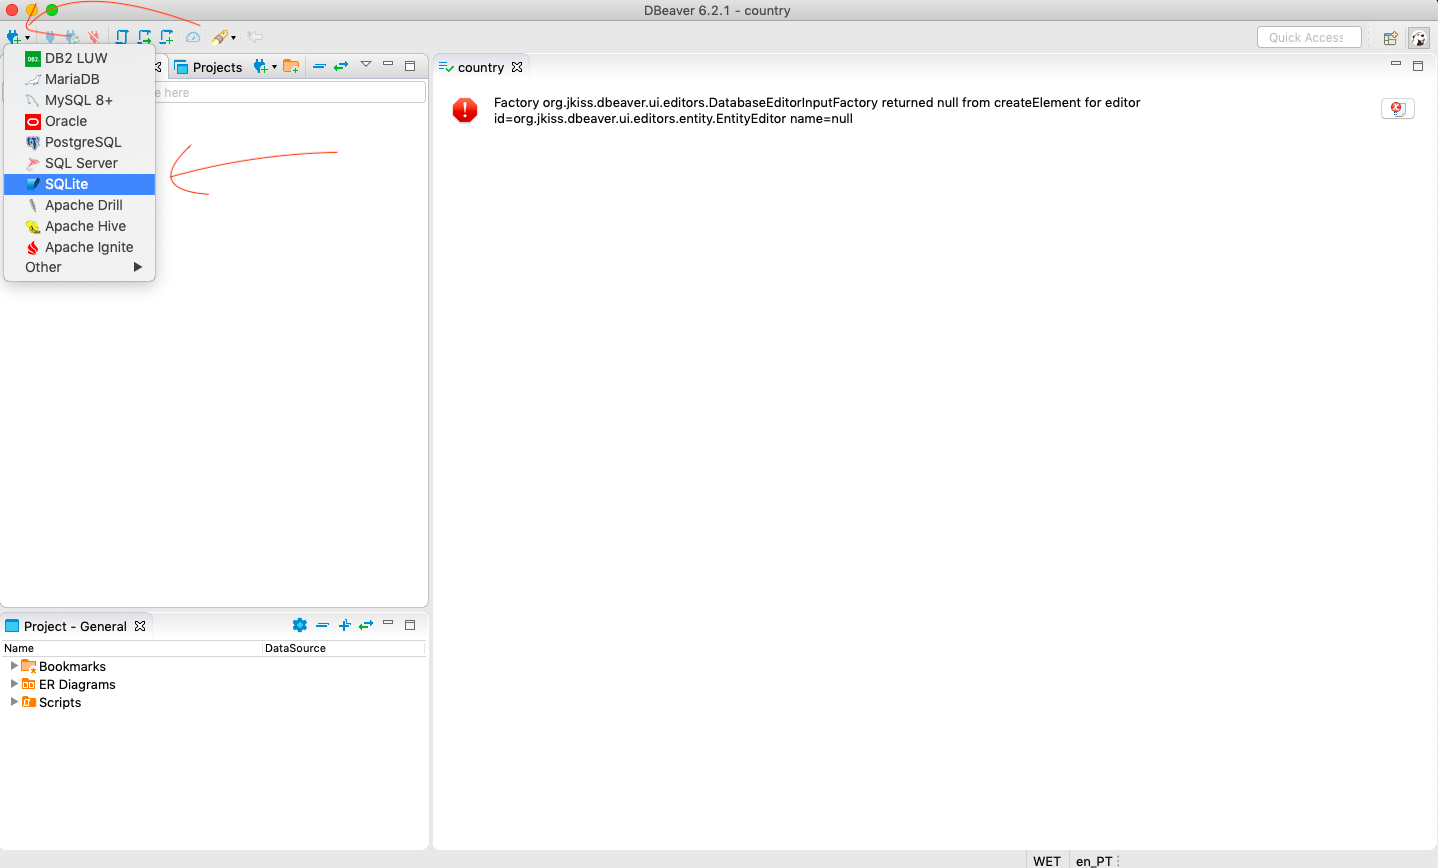 DBeaver 6.2.1 - country
Quick Access
DB2 LUW
MariaDB
MySQL 8+
Oracle
PostgreSQL
SQL Server
SQLite
Apache Drill
Apache Hive
Apache Ignite
Other
Projects
e here
country
Factory org.jkiss.dbeaver.ui.editors.DatabaseEditorInputFactory returned null from createElement for editor
id=org.jkiss.dbeaver.ui.editors.entity.EntityEditor name=null
Project - General
Name DataSource
Bookmarks
ER Diagrams
Scripts
WET en_PT